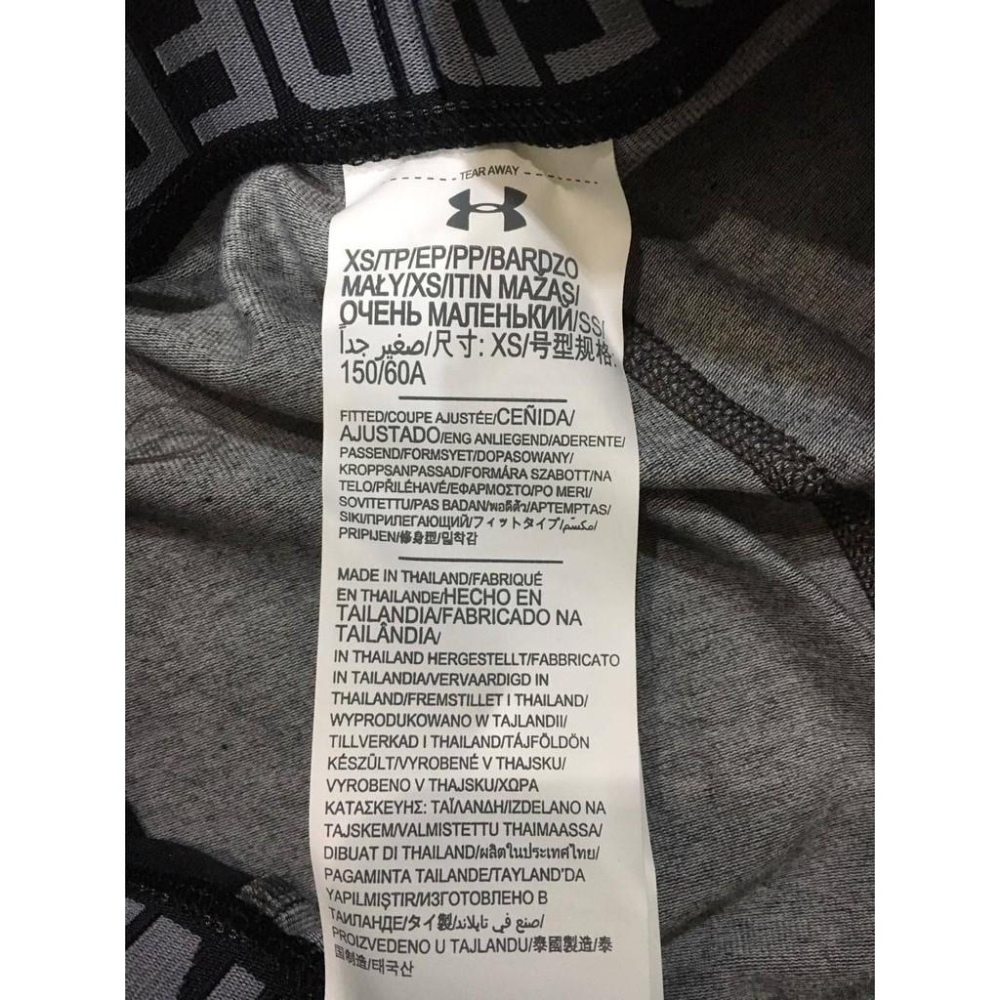 TEAR AWAY
XS/TP/EP/PP/BARDZO
MAŁY/XS/ITIN MAŽAS/
ОЧЕНЬ МАЛЕНЬКИЙ/SS/
صغير جداً/尺寸: XS/号型规格:
150/60A
FITTED/COUPE AJUSTÉE/CEÑIDA/
AJUSTADO/ENG ANLIEGEND/ADERENTE/
PASSEND/FORMSYET/DOPASOWANY/
KROPPSANPASSAD/FORMÁRA SZABOTT/NA
TELO/PŘILÉHAVÉ/ΕΦΑΡΜΟΣΤΟ/PO MERI/
SOVITETTU/PAS BADAN/พอดีตัว/APTEMPTAS/
SIKI/ПРИЛЕГАЮЩИЙ/フィットタイプ/مكسّم/
PRIPIJEN/修身型/밀착감
MADE IN THAILAND/FABRIQUÉ
EN THAILANDE/HECHO EN
TAILANDIA/FABRICADO NA
TAILÂNDIA/
IN THAILAND HERGESTELLT/FABBRICATO
IN TAILANDIA/VERVAARDIGD IN
THAILAND/FREMSTILLET I THAILAND/
WYPRODUKOWANO W TAJLANDII/
TILLVERKAD I THAILAND/TÁJFÖLDÖN
KÉSZÜLT/VYROBENÉ V THAJSKU/
VYROBENO V THAJSKU/ΧΩΡΑ
ΚΑΤΑΣΚΕΥΗΣ: ΤΑΪΛΑΝΔΗ/IZDELANO NA
TAJSKEM/VALMISTETTU THAIMAASSA/
DIBUAT DI THAILAND/ผลิตในประเทศไทย/
PAGAMINTA TAILANDE/TAYLAND'DA
YAPILMIŞTIR/ИЗГОТОВЛЕНО В
ТАИЛАНДЕ/タイ製/صنع في تايلاند/
PROIZVEDENO U TAJLANDU/泰國製造/泰
国制造/태국산